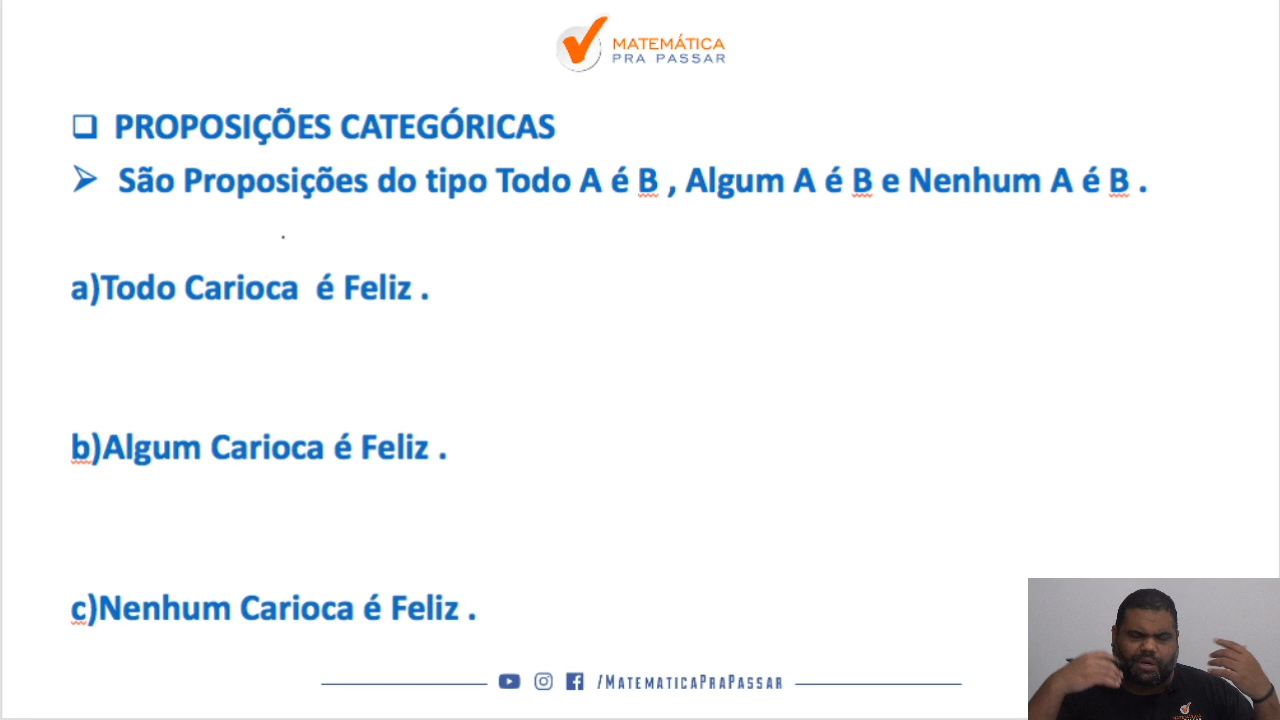 MATEMÁTICA
PRA PASSAR
PROPOSIÇÕES CATEGÓRICAS
São Proposições do tipo Todo A é B , Algum A é B e Nenhum A é B .
a)Todo Carioca é Feliz .
b)Algum Carioca é Feliz .
c)Nenhum Carioca é Feliz .
/MATEMATICAPRAPASSAR